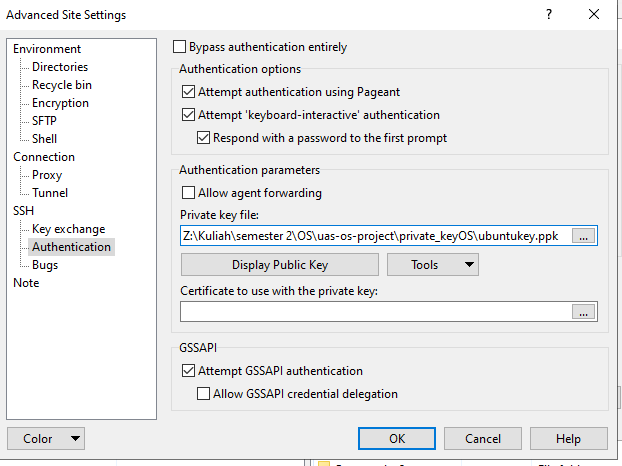 Advanced Site Settings
?
Environment
Directories
Recycle bin
Encryption
SFTP
Shell
Connection
Proxy
Tunnel
SSH
Key exchange
Authentication
Bugs
Note
Bypass authentication entirely
Authentication options
Attempt authentication using Pageant
Attempt 'keyboard-interactive' authentication
Respond with a password to the first prompt
Authentication parameters
Allow agent forwarding
Private key file:
Z:\Kuliah\semester 2\OS\uas-os-project\private_keyOS\ubuntukey.ppk
...
Display Public Key
Tools
Certificate to use with the private key:
...
GSSAPI
Attempt GSSAPI authentication
Allow GSSAPI credential delegation
Color
OK
Cancel
Help